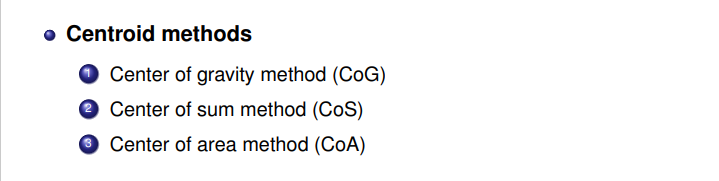 Centroid methods
1 Center of gravity method (CoG)
2 Center of sum method (CoS)
3 Center of area method (CoA)